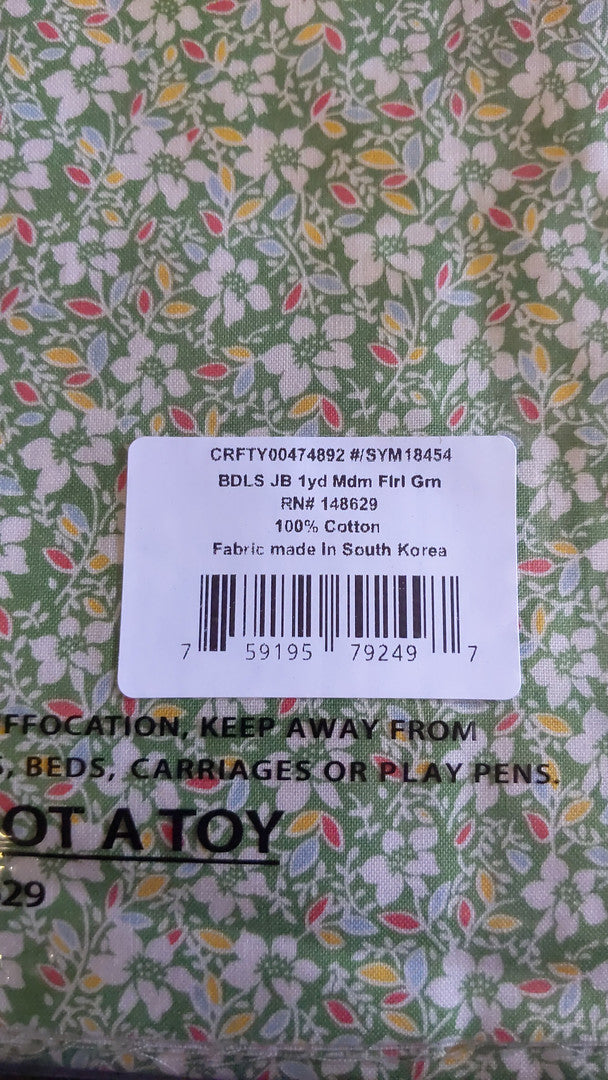 CRFTY00474892 #/SYM18454
BDLS JB 1yd Mdm Flrl Grn
RN# 148629
100% Cotton
Fabric made in South Korea
7 59195 79249 7
FFOCATION, KEEP AWAY FROM
S, BEDS, CARRIAGES OR PLAY PENS.
OT A TOY
29